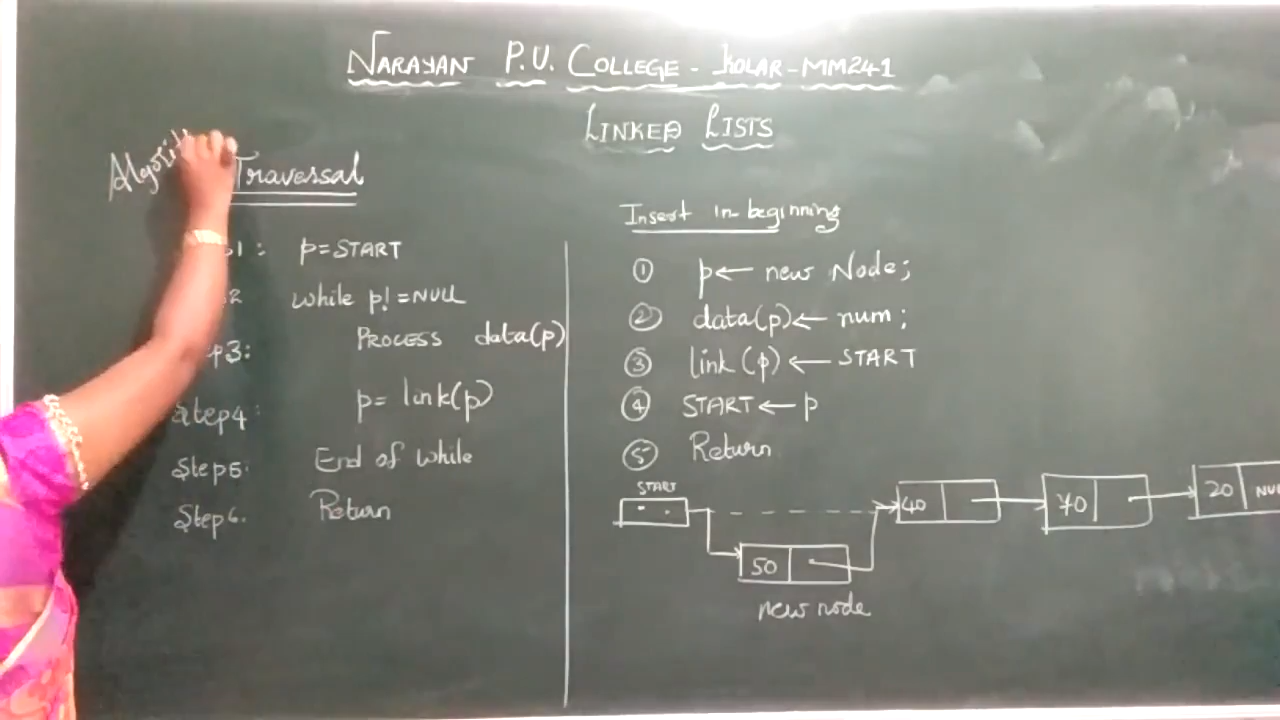 NARAYAN P.U. COLLEGE - KOLAR - MM241
LINKED LISTS
Traversal
p=START
while p!=NULL
PROCESS data(p)
Step4: p= link(p)
Step5: End of while
Step6. Return
Insert in-beginning
① p← new Node;
② data(p)← num;
③ link (p) ← START
④ START← p
⑤ Return
START
40 70 20
50
new node